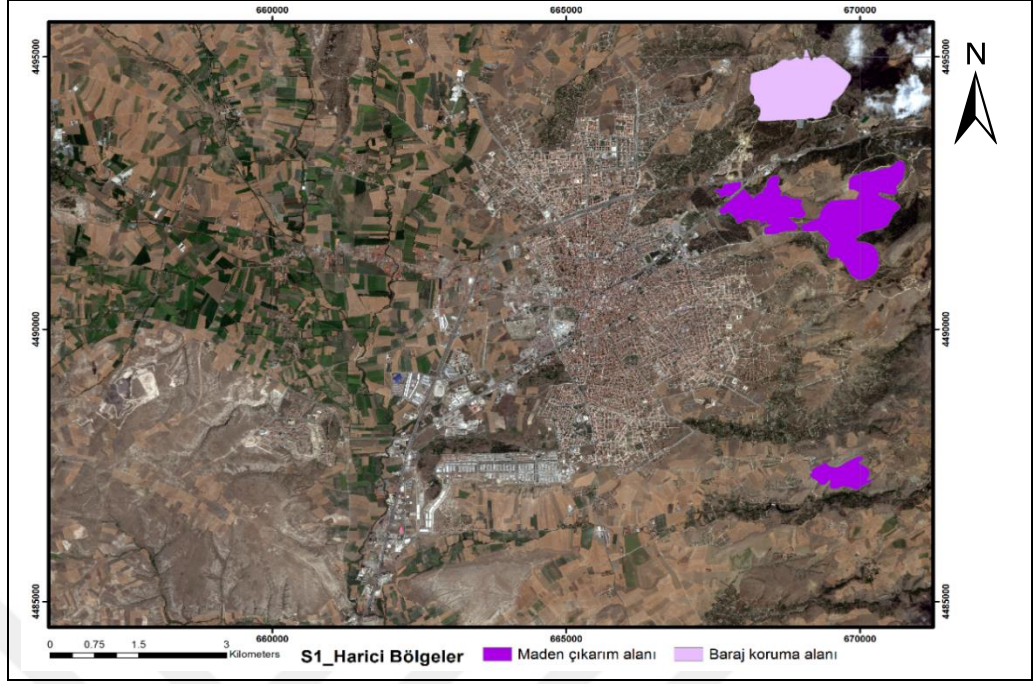 660000 665000 670000
N
4495000 4495000
4490000 4490000
4485000 4485000
660000 665000 670000
0 0.75 1.5 3
Kilometers
S1_Harici Bölgeler Maden çıkarım alanı Baraj koruma alanı